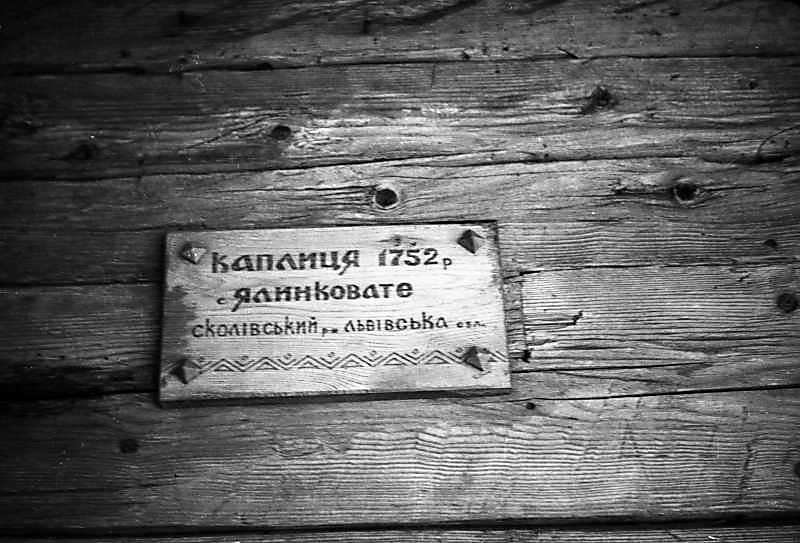 каплиця 1752р
с ялинковате
сколівський р-н львівська обл.